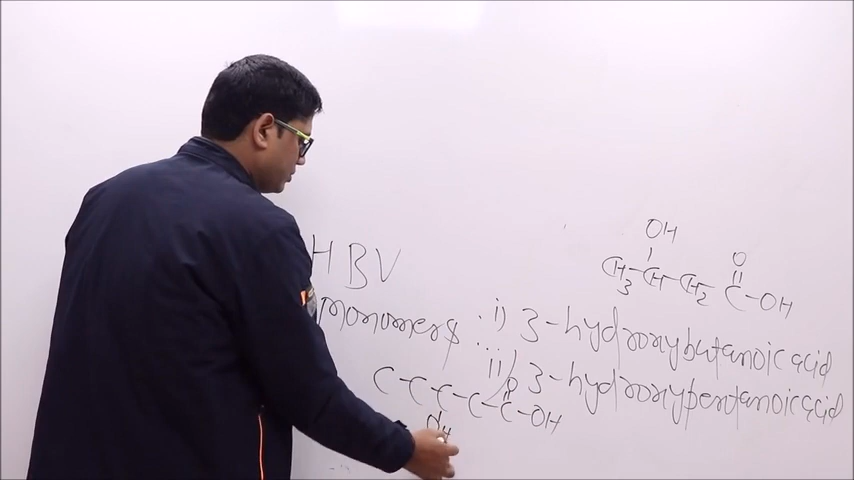 OH
CH3-CH-CH2 C-OH
O
HBV
monomers i) 3-hydroxybutanoic acid
ii) 3-hydroxypentanoic acid
O
C-C-C-C-C-OH
OH